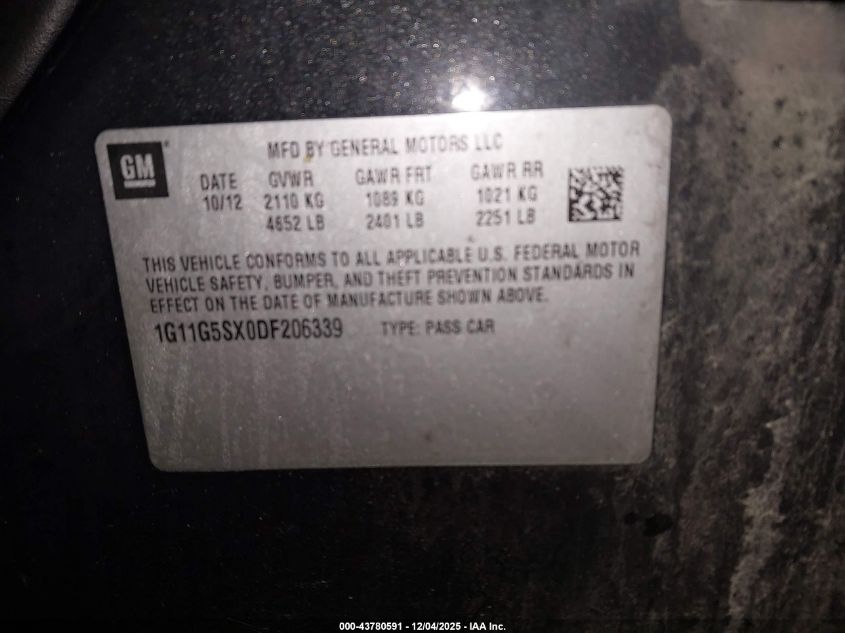 GM
MFD BY GENERAL MOTORS LLC
DATE GVWR GAWR FRT GAWR RR
10/12 2110 KG 1089 KG 1021 KG
4652 LB 2401 LB 2251 LB
THIS VEHICLE CONFORMS TO ALL APPLICABLE U.S. FEDERAL MOTOR
VEHICLE SAFETY, BUMPER, AND THEFT PREVENTION STANDARDS IN
EFFECT ON THE DATE OF MANUFACTURE SHOWN ABOVE.
1G11G5SX0DF206339 TYPE: PASS CAR
000-43780591 - 12/04/2025 - IAA Inc.